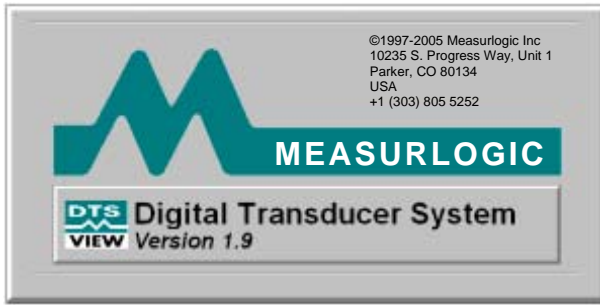 ©1997-2005 Measurlogic Inc
10235 S. Progress Way, Unit 1
Parker, CO 80134
USA
+1 (303) 805 5252
MEASURLOGIC
DTS
VIEW
Digital Transducer System
Version 1.9